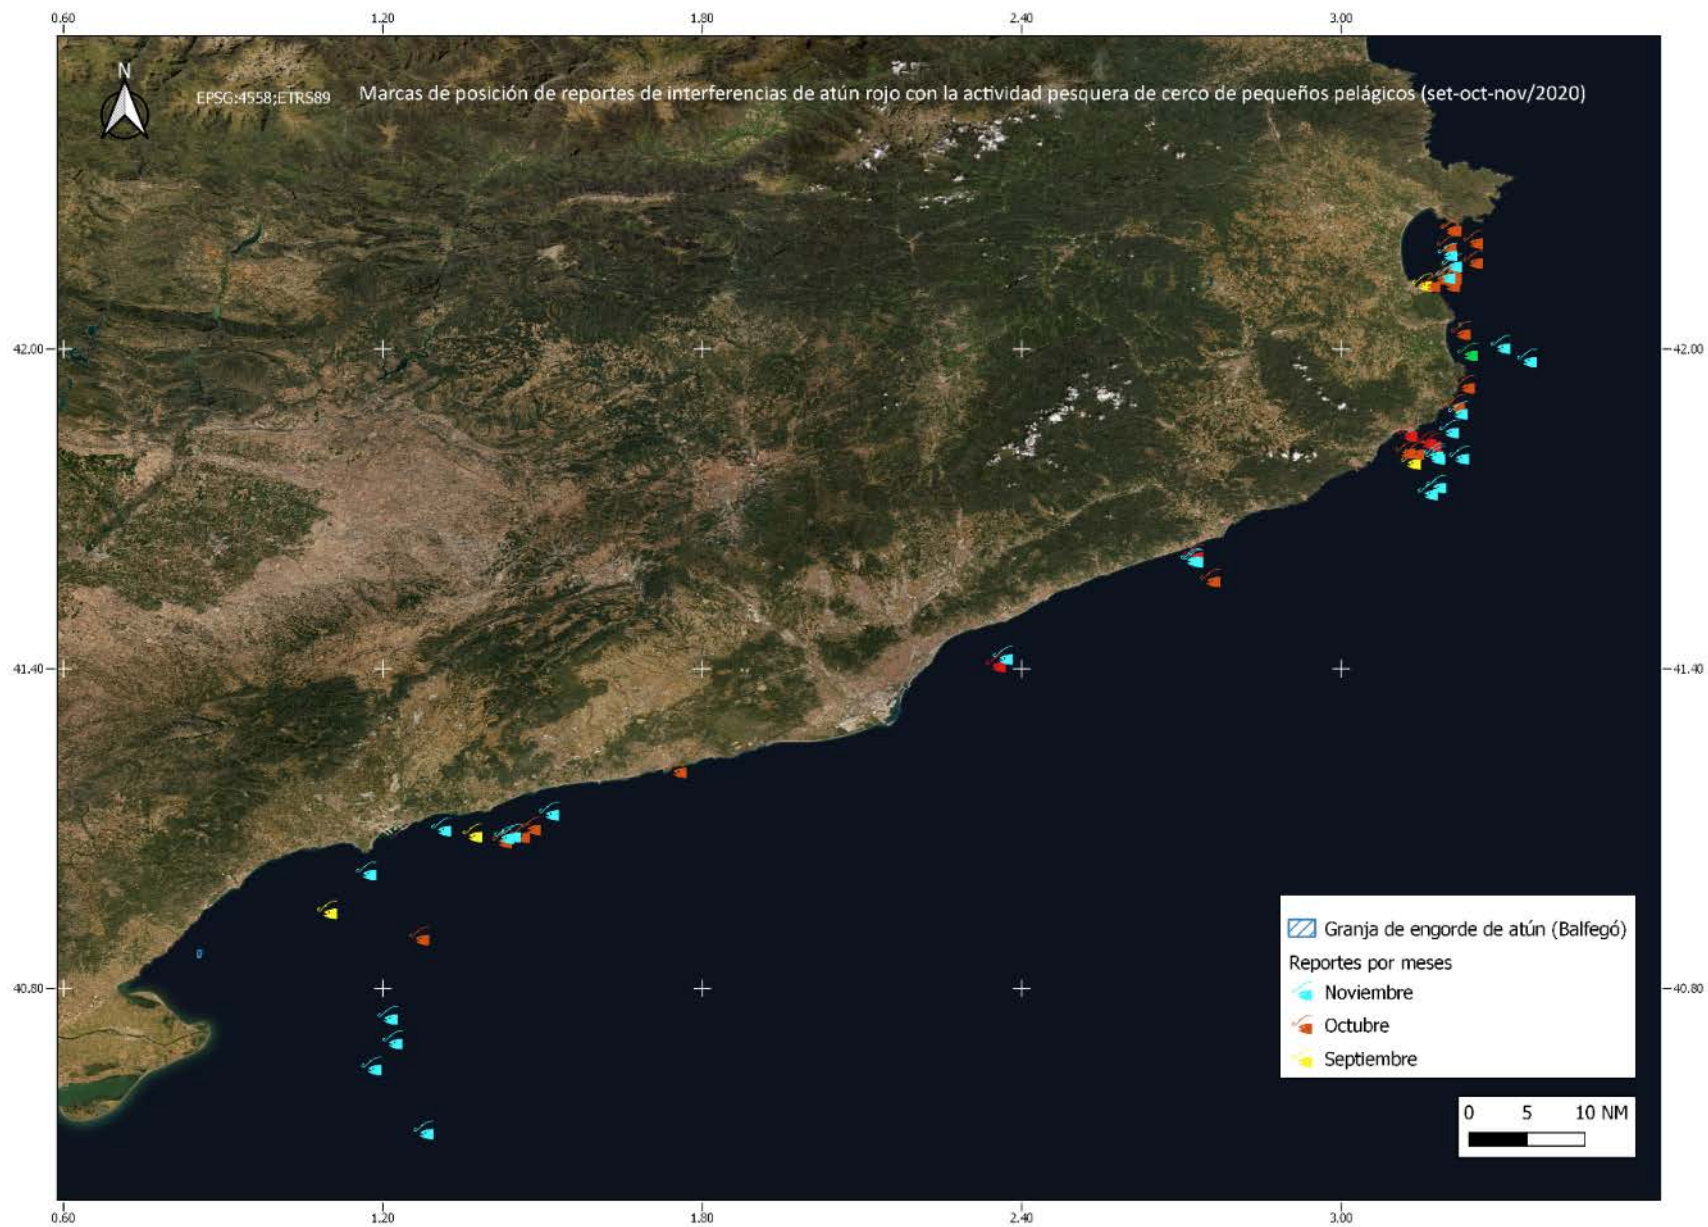 0.60 1.20 1.80 2.40 3.00
N
EPSG:4558;ETRS89 Marcas de posición de reportes de interferencias de atún rojo con la actividad pesquera de cerco de pequeños pelágicos (set-oct-nov/2020)
42.00 42.00
41.40 41.40
Granja de engorde de atún (Balfegó)
Reportes por meses
40.80 40.80
Noviembre
Octubre
Septiembre
0 5 10 NM
0.60 1.20 1.80 2.40 3.00